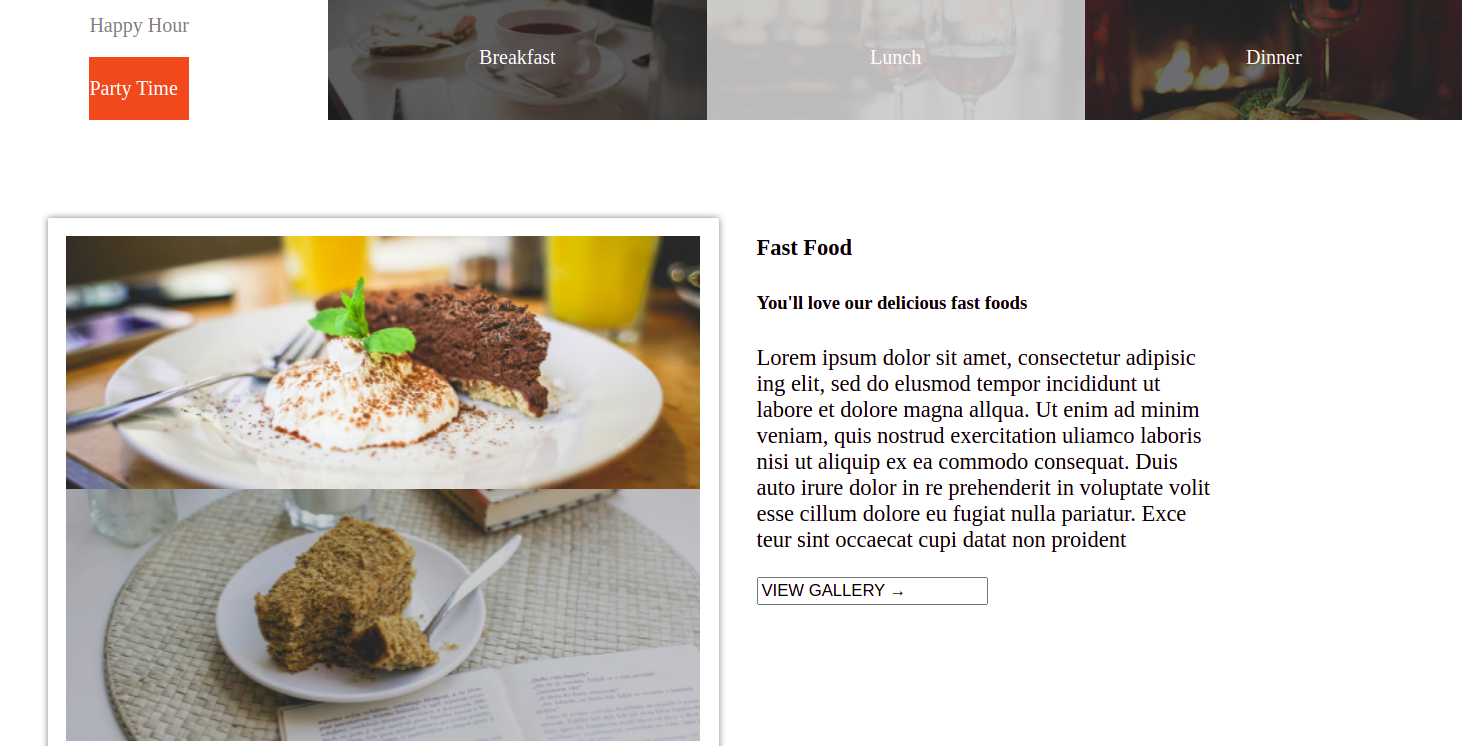 Happy Hour
Party Time
Breakfast
Lunch
Dinner
Fast Food
You'll love our delicious fast foods
Lorem ipsum dolor sit amet, consectetur adipisic
ing elit, sed do elusmod tempor incididunt ut
labore et dolore magna allqua. Ut enim ad minim
veniam, quis nostrud exercitation uliamco laboris
nisi ut aliquip ex ea commodo consequat. Duis
auto irure dolor in re prehenderit in voluptate volit
esse cillum dolore eu fugiat nulla pariatur. Exce
teur sint occaecat cupi datat non proident
VIEW GALLERY →